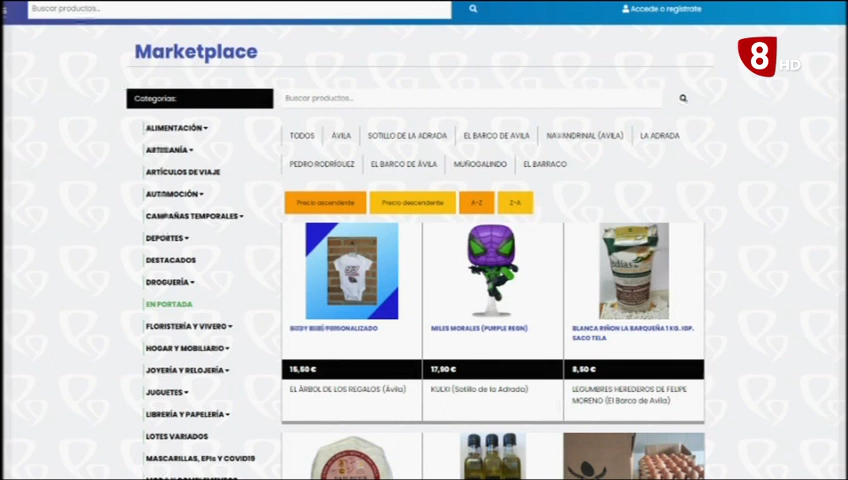 Buscar productos...
Accede o regístrate
8 HD
Marketplace
Categorías:
Buscar productos...
ALIMENTACIÓN
ARTESANÍA
ARTÍCULOS DE VIAJE
AUTOMOCIÓN
CAMPAÑAS TEMPORALES
DEPORTES
DESTACADOS
DROGUERÍA
EN PORTADA
FLORISTERÍA Y VIVERO
HOGAR Y MOBILIARIO
JOYERÍA Y RELOJERÍA
JUGUETES
LIBRERÍA Y PAPELERÍA
LOTES VARIADOS
MASCARILLAS, EPIs Y COVID19
TODOS
ÁVILA
SOTILLO DE LA ADRADA
EL BARCO DE AVILA
NAVANDRINAL (AVILA)
LA ADRADA
PEDRO RODRÍGUEZ
EL BARCO DE ÁVILA
MUÑOGALINDO
EL BARRACO
Precio ascendente
Precio descendente
A-Z
Z-A
BODY BEBÉ PERSONALIZADO
15,50 €
EL ÁRBOL DE LOS REGALOS (Ávila)
MILES MORALES (PURPLE REGN)
17,90 €
KULKI (Sotillo de la Adrada)
BLANCA RIÑON LA BARQUEÑA 1 KG. IGP.
SACO TELA
8,50 €
LEGUMBRES HEREDEROS DE FELIPE
MORENO (El Barco de Avila)